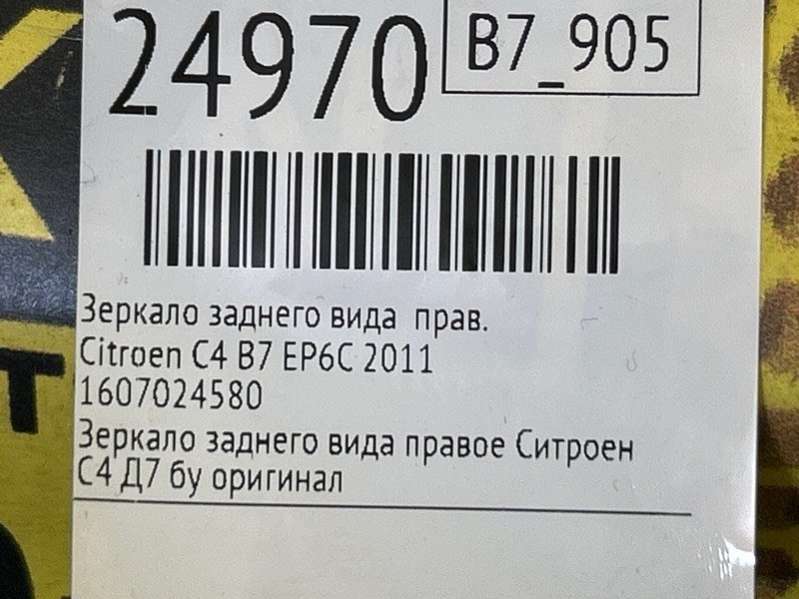 24970
B7_905
Зеркало заднего вида прав.
Citroen C4 B7 EP6C 2011
1607024580
Зеркало заднего вида правое Ситроен
С4 Д7 бу оригинал